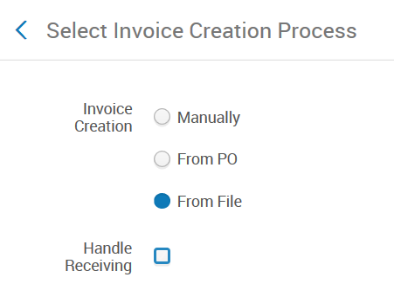 Select Invoice Creation Process
Invoice
Creation
Manually
From PO
From File
Handle
Receiving